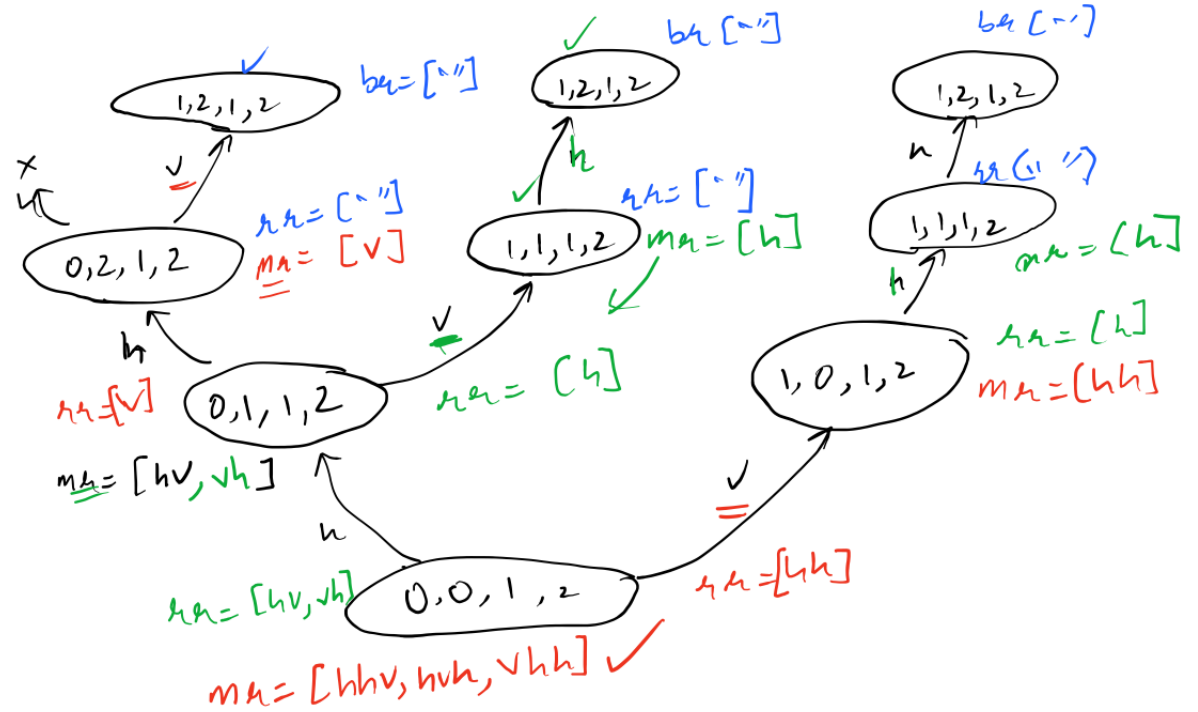 br [""]
✓
br [""]
✓
1,2,1,2
br = [""]
1,2,1,2
1,2,1,2
x
h
v
h
h
rr = [""]
✓
rr = [""]
rr (" ")
0,2,1,2
mr = [v]
1,1,1,2
mr = [h]
1,1,1,2
mr = [h]
h
v
h
rr = [h]
rr=[v]
0,1,1,2
rr = [h]
1,0,1,2
mr = [hh]
mr = [hv, vh]
v
h
rr = [hv, vh]
0,0,1,2
rr = [hh]
mr = [hhv, hvh, vhh] ✓